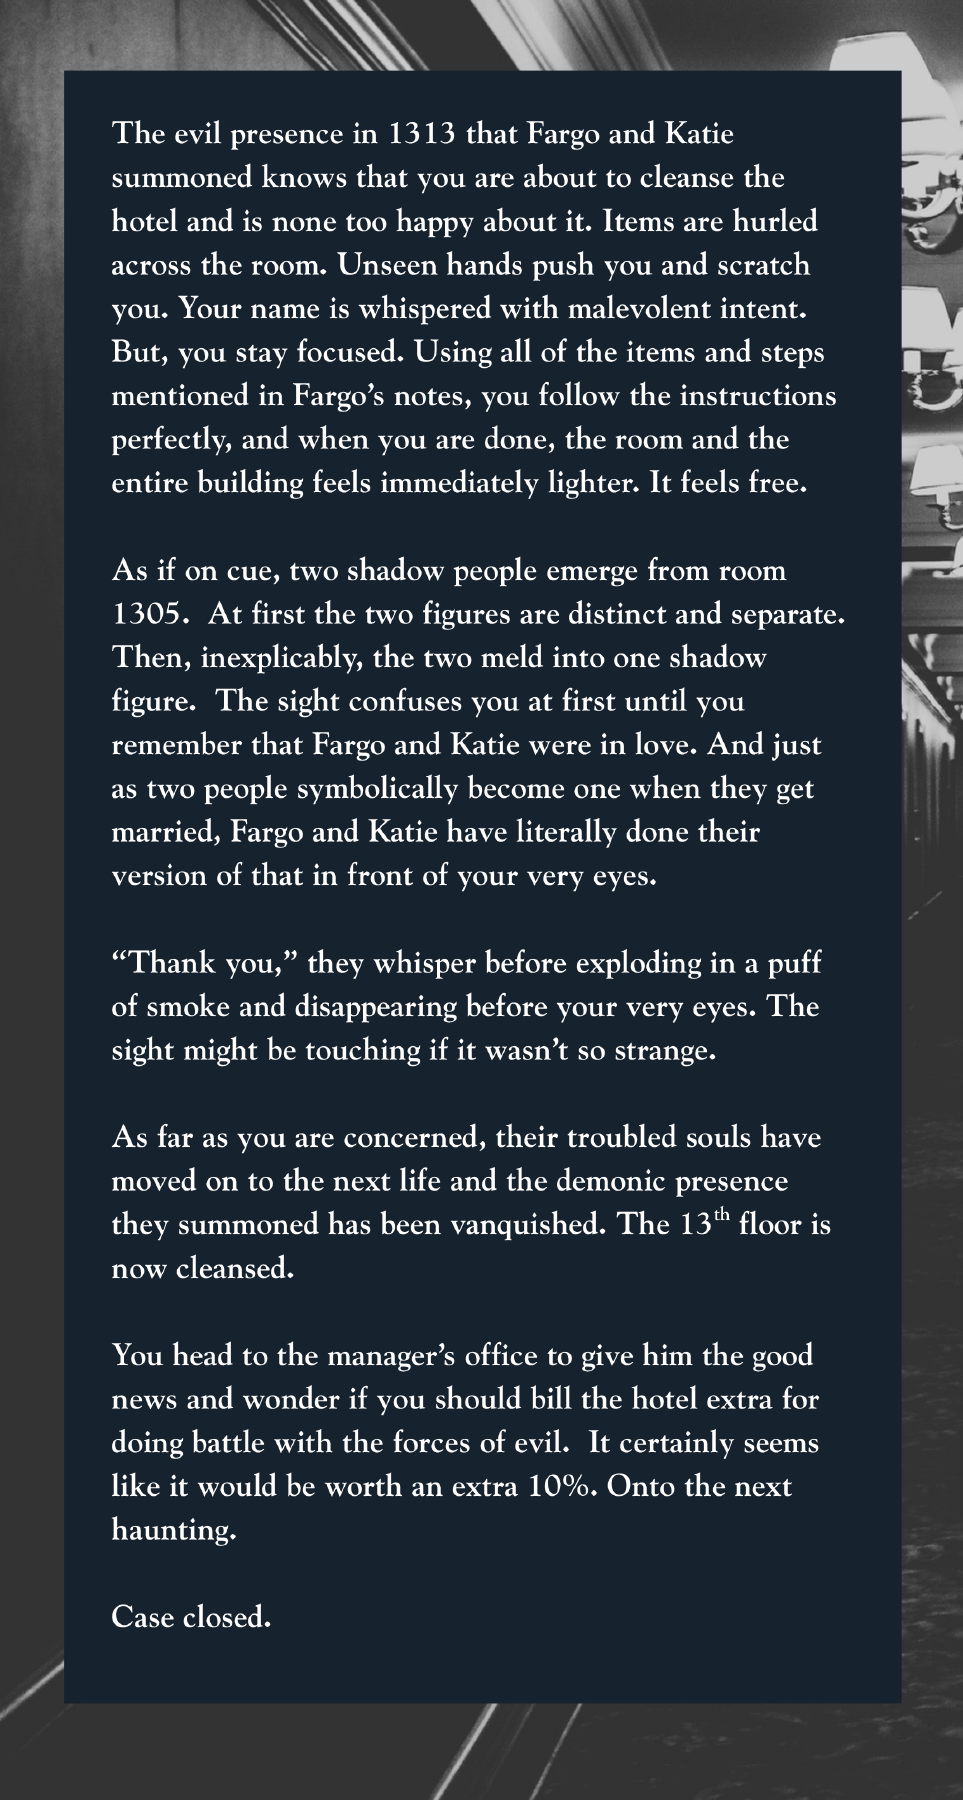 The evil presence in 1313 that Fargo and Katie
summoned knows that you are about to cleanse the
hotel and is none too happy about it. Items are hurled
across the room. Unseen hands push you and scratch
you. Your name is whispered with malevolent intent.
But, you stay focused. Using all of the items and steps
mentioned in Fargo’s notes, you follow the instructions
perfectly, and when you are done, the room and the
entire building feels immediately lighter. It feels free.

As if on cue, two shadow people emerge from room
1305.  At first the two figures are distinct and separate.
Then, inexplicably, the two meld into one shadow
figure.  The sight confuses you at first until you
remember that Fargo and Katie were in love. And just
as two people symbolically become one when they get
married, Fargo and Katie have literally done their
version of that in front of your very eyes.

“Thank you,” they whisper before exploding in a puff
of smoke and disappearing before your very eyes. The
sight might be touching if it wasn’t so strange.

As far as you are concerned, their troubled souls have
moved on to the next life and the demonic presence
they summoned has been vanquished. The 13th floor is
now cleansed.

You head to the manager’s office to give him the good
news and wonder if you should bill the hotel extra for
doing battle with the forces of evil.  It certainly seems
like it would be worth an extra 10%. Onto the next
haunting.

Case closed.